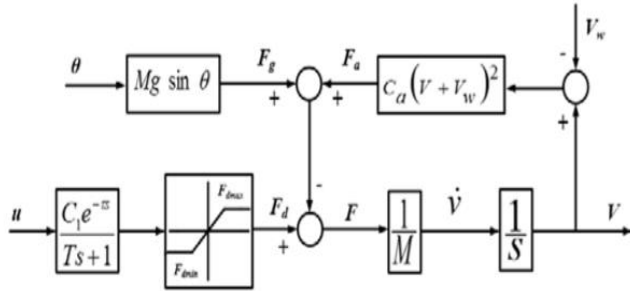 V_w
-
θ
Mg sin θ
F_g
+
F_a
+
C_a(V + V_w)^2
+
u
C_1e^{-τs}
Ts + 1
F_dmax
F_dmin
F_d
+
-
F
1
M
v̇
1
S
V